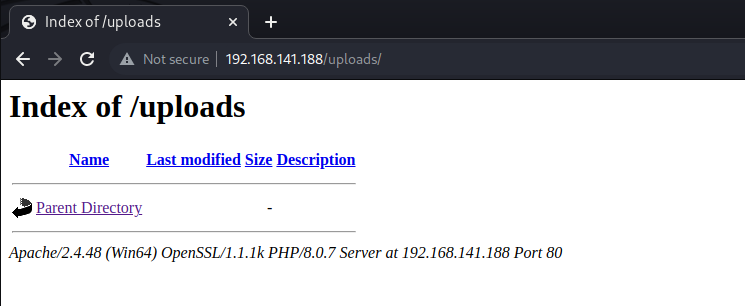 Index of /uploads
Not secure | 192.168.141.188/uploads/
Index of /uploads
Name Last modified Size Description
Parent Directory -
Apache/2.4.48 (Win64) OpenSSL/1.1.1k PHP/8.0.7 Server at 192.168.141.188 Port 80